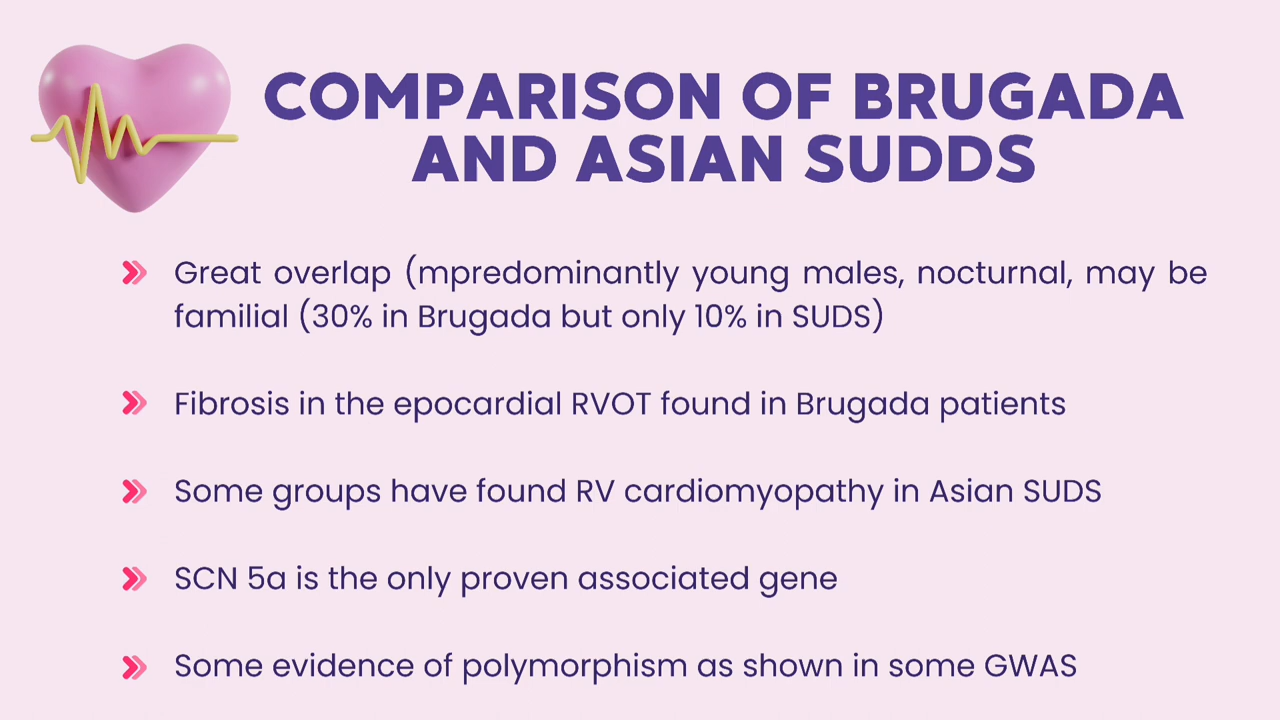 COMPARISON OF BRUGADA
AND ASIAN SUDDS
Great overlap (mpredominantly young males, nocturnal, may be
familial (30% in Brugada but only 10% in SUDS)
Fibrosis in the epocardial RVOT found in Brugada patients
Some groups have found RV cardiomyopathy in Asian SUDS
SCN 5a is the only proven associated gene
Some evidence of polymorphism as shown in some GWAS